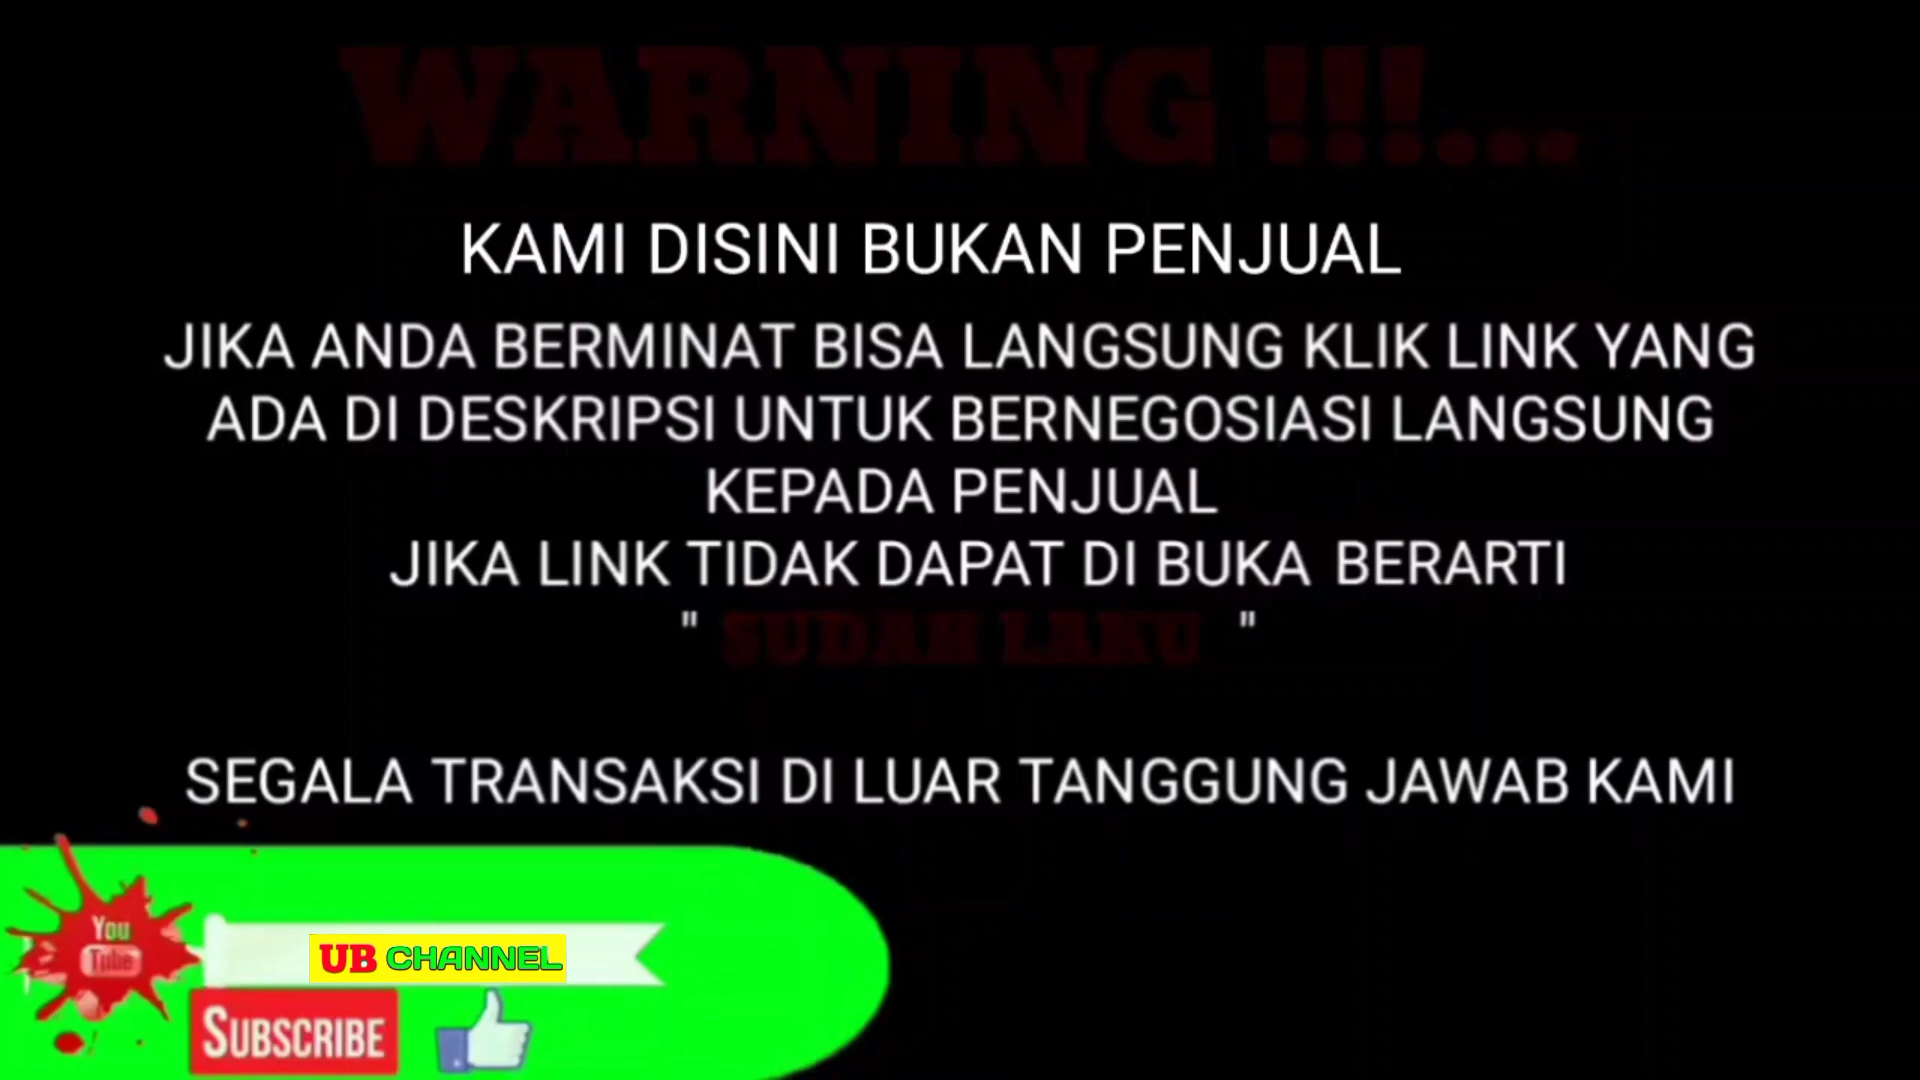 WARNING !!!...
KAMI DISINI BUKAN PENJUAL
JIKA ANDA BERMINAT BISA LANGSUNG KLIK LINK YANG
ADA DI DESKRIPSI UNTUK BERNEGOSIASI LANGSUNG
KEPADA PENJUAL
JIKA LINK TIDAK DAPAT DI BUKA BERARTI
" SUDAH LAKU "
SEGALA TRANSAKSI DI LUAR TANGGUNG JAWAB KAMI
You
Tube
UB CHANNEL
SUBSCRIBE